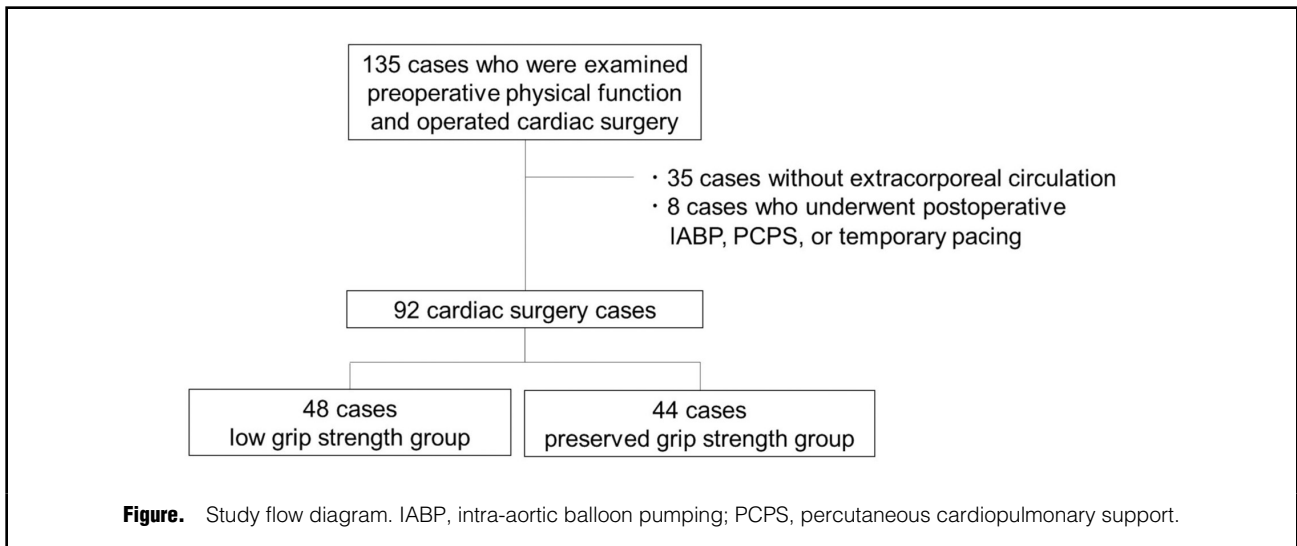 135 cases who were examined
preoperative physical function
and operated cardiac surgery
・35 cases without extracorporeal circulation
・8 cases who underwent postoperative
IABP, PCPS, or temporary pacing
92 cardiac surgery cases
48 cases
low grip strength group
44 cases
preserved grip strength group
Figure. Study flow diagram. IABP, intra-aortic balloon pumping; PCPS, percutaneous cardiopulmonary support.